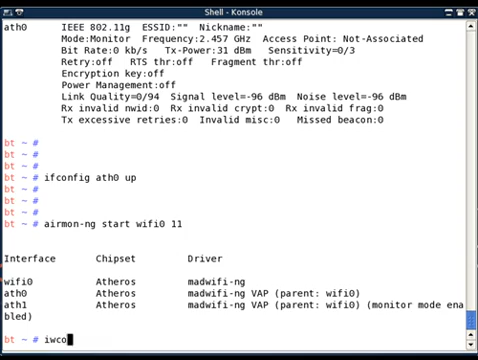 Shell - Konsole
ath0 IEEE 802.11g ESSID:"" Nickname:""
Mode:Monitor Frequency:2.457 GHz Access Point: Not-Associated
Bit Rate:0 kb/s Tx-Power:31 dBm Sensitivity=0/3
Retry:off RTS thr:off Fragment thr:off
Encryption key:off
Power Management:off
Link Quality=0/94 Signal level=-96 dBm Noise level=-96 dBm
Rx invalid nwid:0 Rx invalid crypt:0 Rx invalid frag:0
Tx excessive retries:0 Invalid misc:0 Missed beacon:0
bt ~ #
bt ~ #
bt ~ #
bt ~ # ifconfig ath0 up
bt ~ #
bt ~ #
bt ~ #
bt ~ # airmon-ng start wifi0 11
Interface Chipset Driver
wifi0 Atheros madwifi-ng
ath0 Atheros madwifi-ng VAP (parent: wifi0)
ath1 Atheros madwifi-ng VAP (parent: wifi0) (monitor mode ena
bled)
bt ~ # iwco